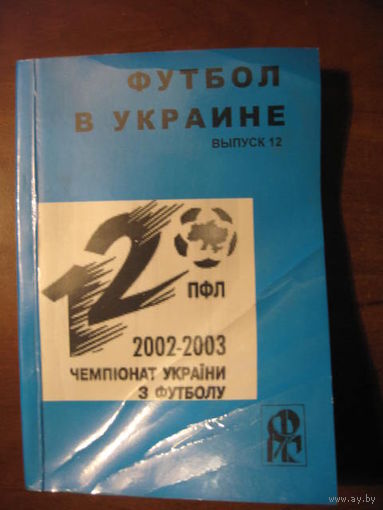 ФУТБОЛ
В УКРАИНЕ
ВЫПУСК 12
12
ПФЛ
2002-2003
ЧЕМПІОНАТ УКРАЇНИ
З ФУТБОЛУ
www.ay.by